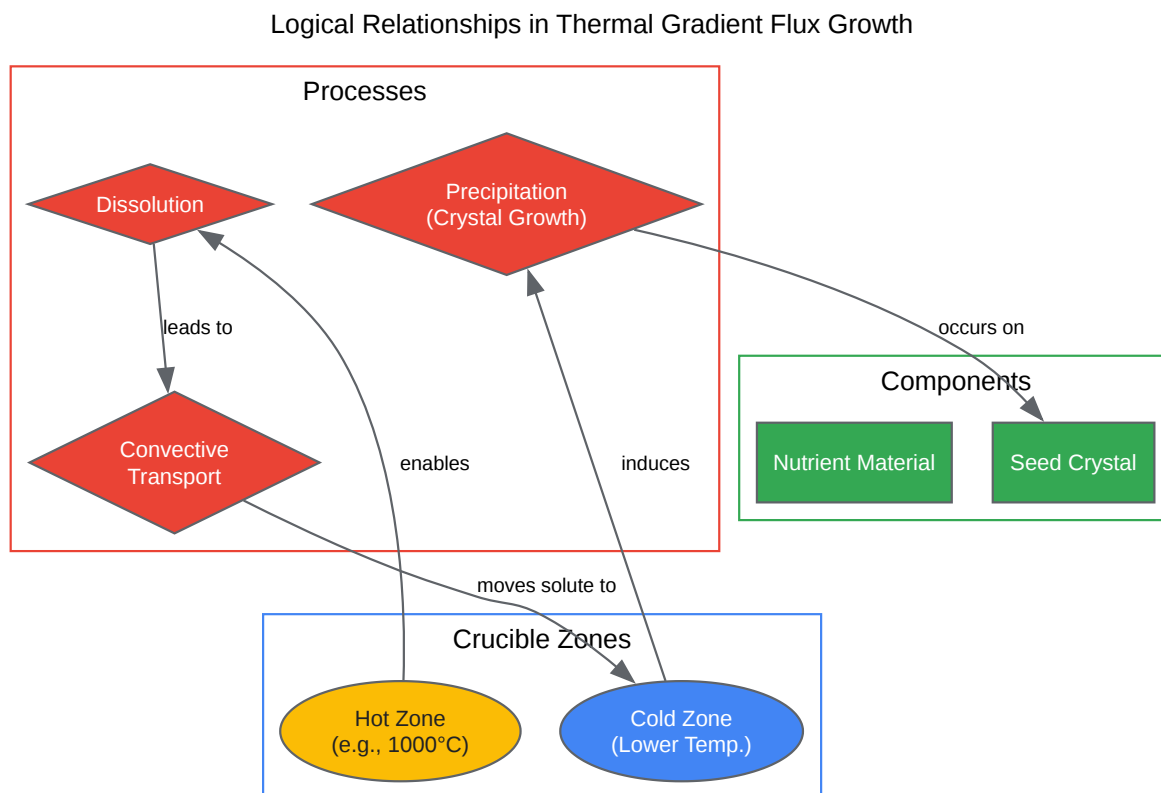 Logical Relationships in Thermal Gradient Flux Growth
Processes
Dissolution
Precipitation
(Crystal Growth)
leads to
occurs on
Components
Convective
Transport
enables
induces
Nutrient Material
Seed Crystal
moves solute to
Crucible Zones
Hot Zone
(e.g., 1000°C)
Cold Zone
(Lower Temp.)